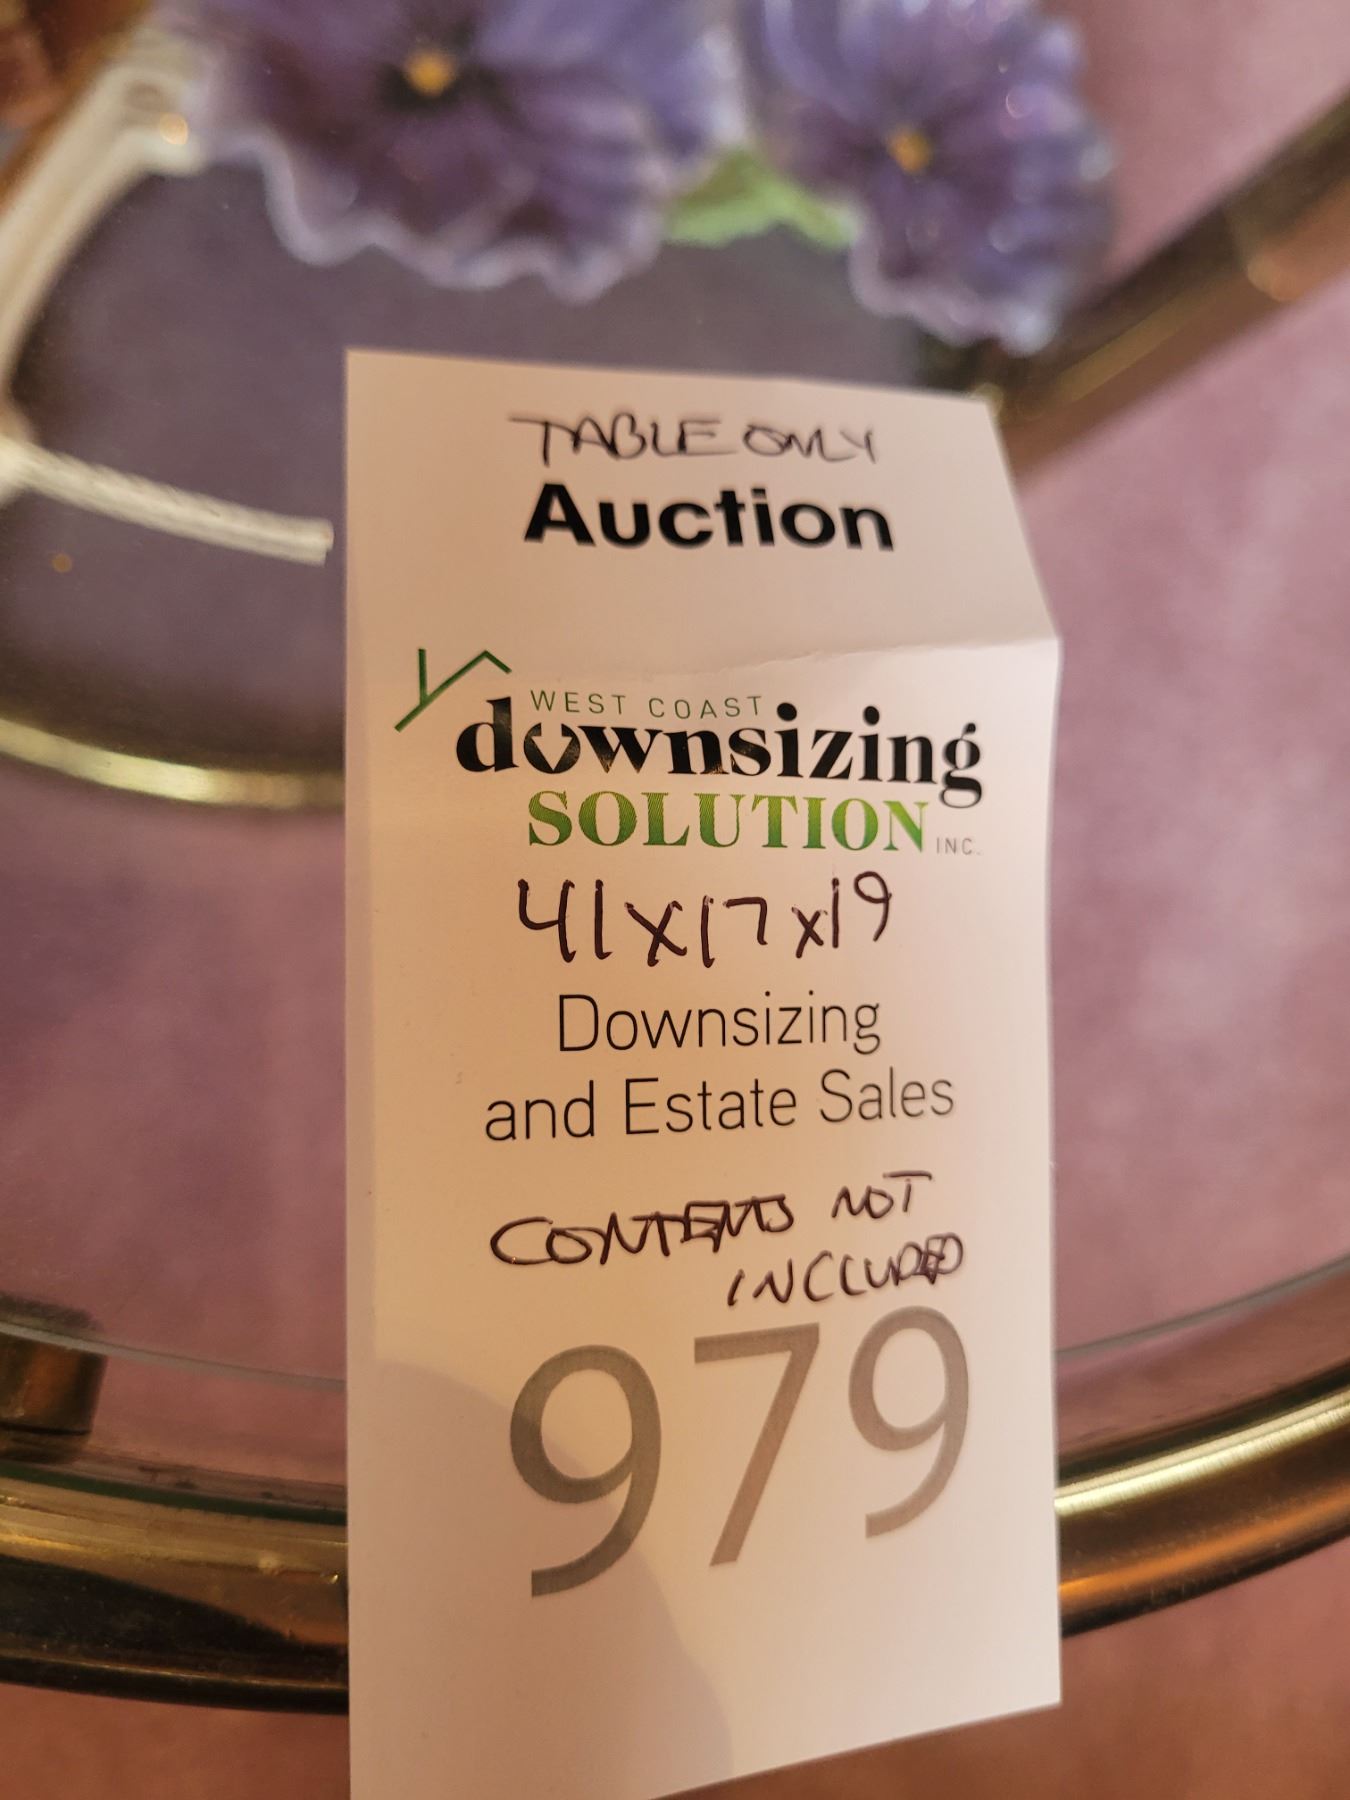 TABLE ONLY
Auction
WEST COAST
downsizing
SOLUTION INC.
41x17x19
Downsizing
and Estate Sales
CONTENTS NOT
INCLUDED
979